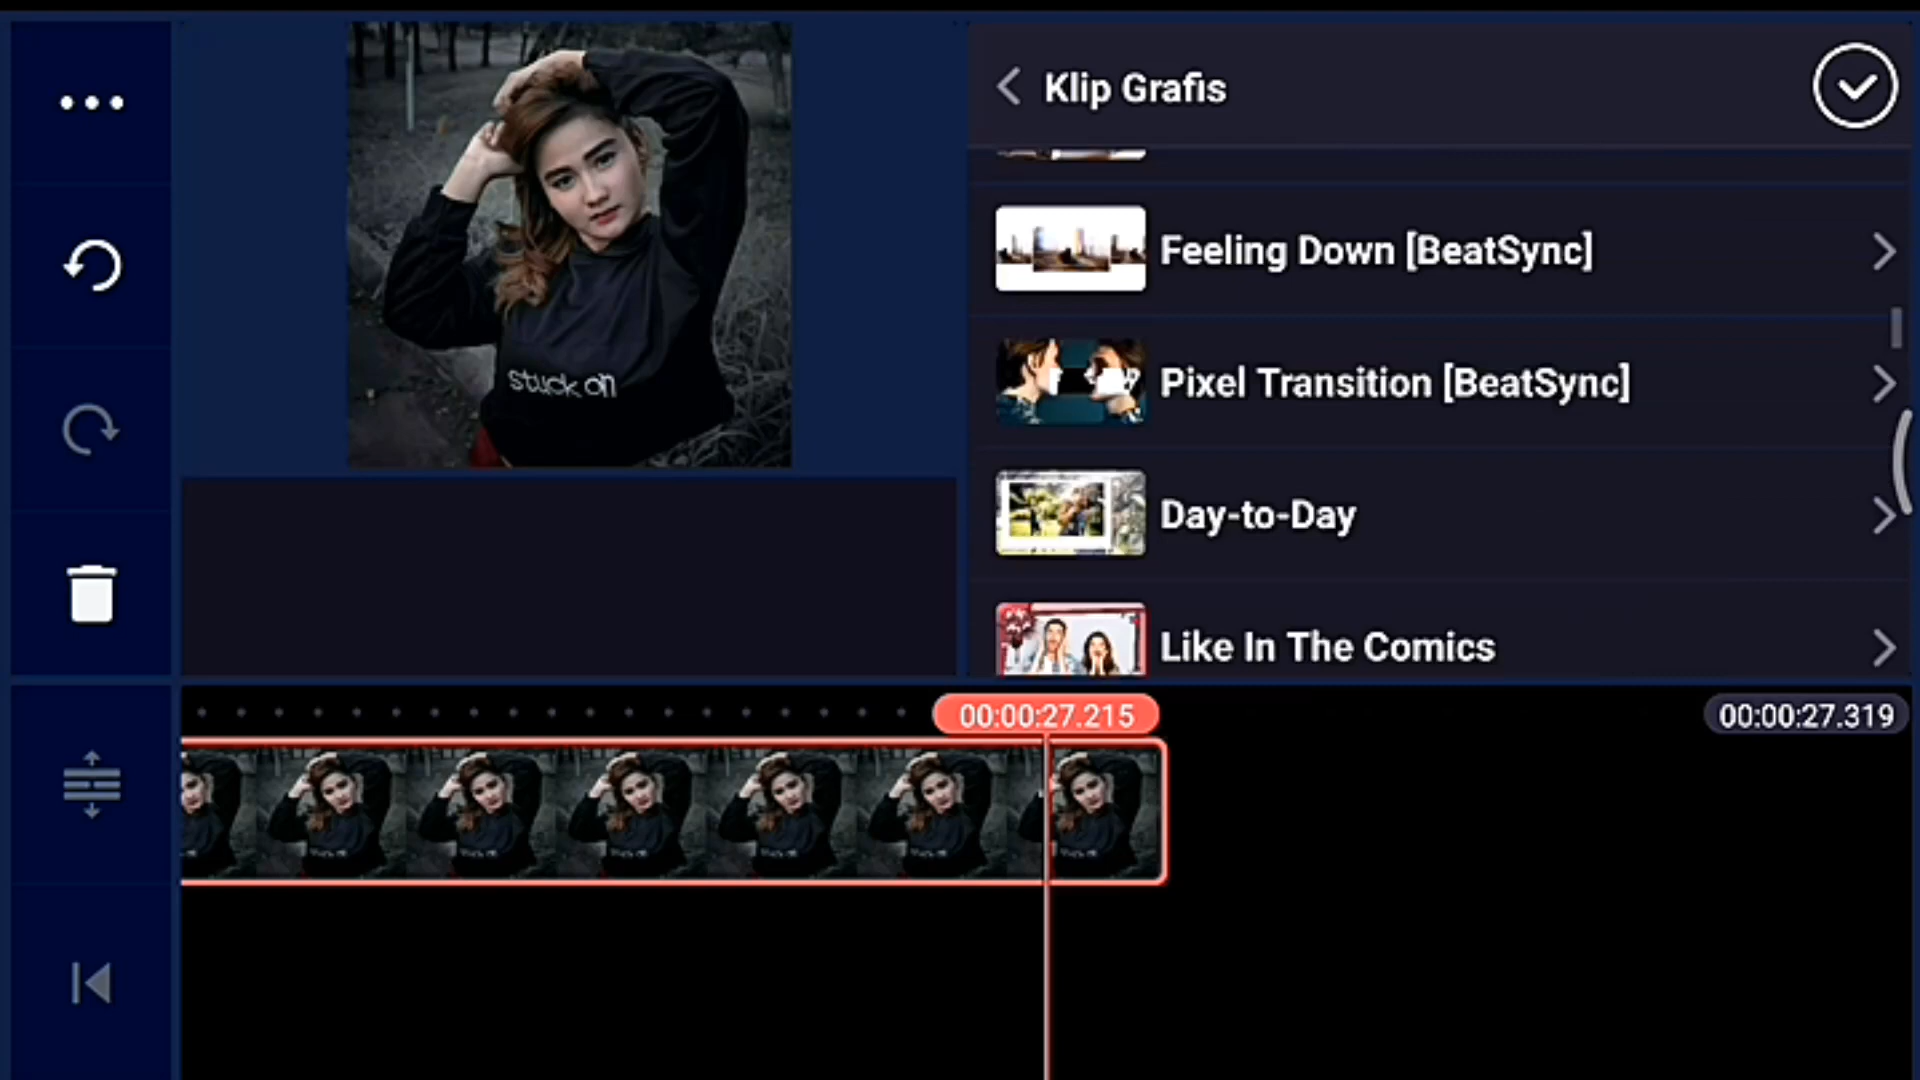 Klip Grafis
Feeling Down [BeatSync]
Pixel Transition [BeatSync]
Day-to-Day
Like In The Comics
stuck on
00:00:27.215
00:00:27.319